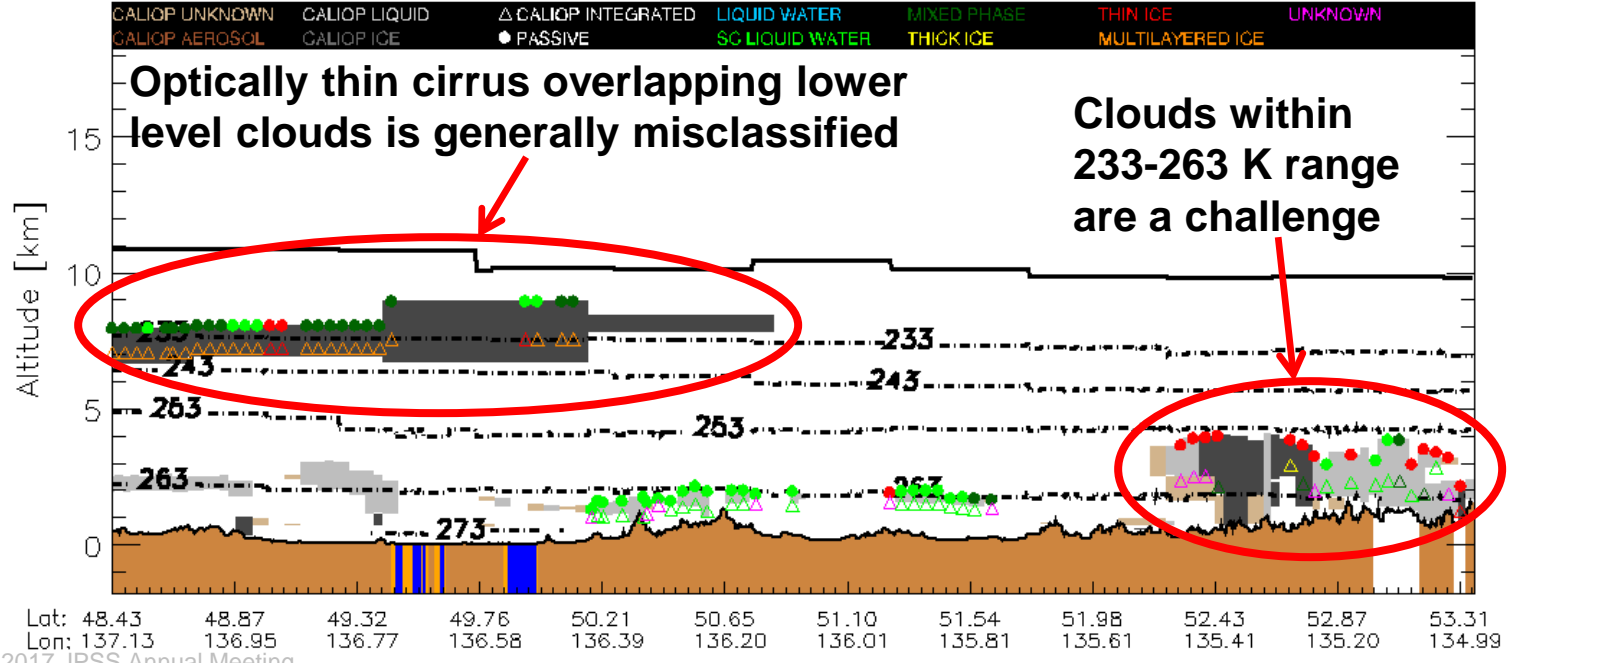 CALIOP UNKNOWN CALIOP LIQUID △ CALIOP INTEGRATED LIQUID WATER MIXED PHASE THIN ICE UNKNOWN
CALIOP AEROSOL CALIOP ICE ● PASSIVE SC LIQUID WATER THICK ICE MULTILAYERED ICE
Optically thin cirrus overlapping lower
level clouds is generally misclassified
Clouds within
233-263 K range
are a challenge
Altitude [km]
15
10
5
0
233
243
253
263
273
233
243
253
263
Lat: 48.43 48.87 49.32 49.76 50.21 50.65 51.10 51.54 51.98 52.43 52.87 53.31
Lon: 137.13 136.95 136.77 136.58 136.39 136.20 136.01 135.81 135.61 135.41 135.20 134.99
2017 JPSS Annual Meeting